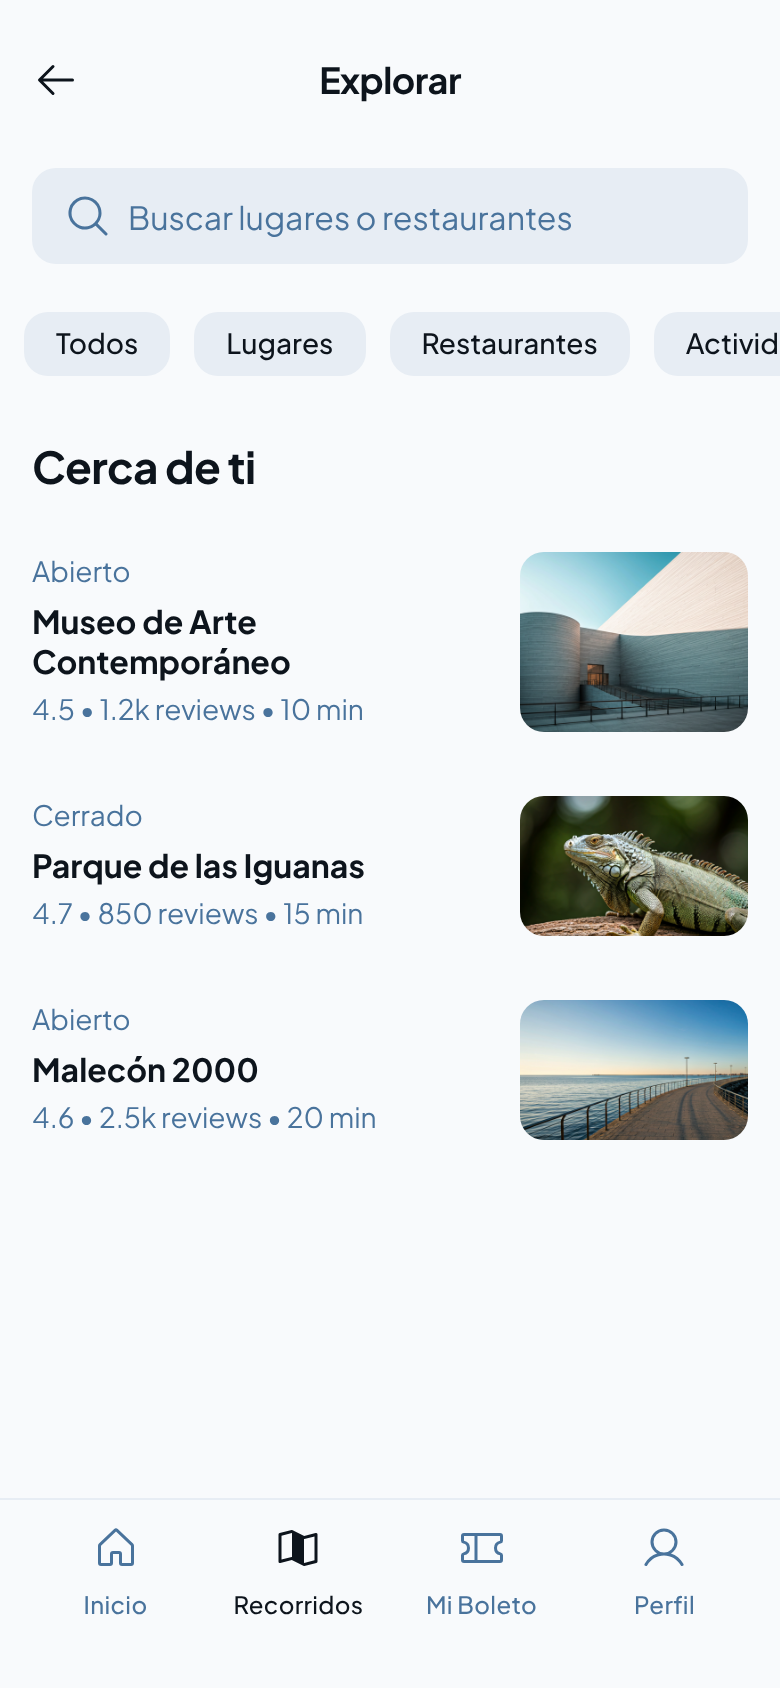 Explorar
Buscar lugares o restaurantes
Todos
Lugares
Restaurantes
Activid
Cerca de ti
Abierto
Museo de Arte
Contemporáneo
4.5 • 1.2k reviews • 10 min
Cerrado
Parque de las Iguanas
4.7 • 850 reviews • 15 min
Abierto
Malecón 2000
4.6 • 2.5k reviews • 20 min
Inicio
Recorridos
Mi Boleto
Perfil